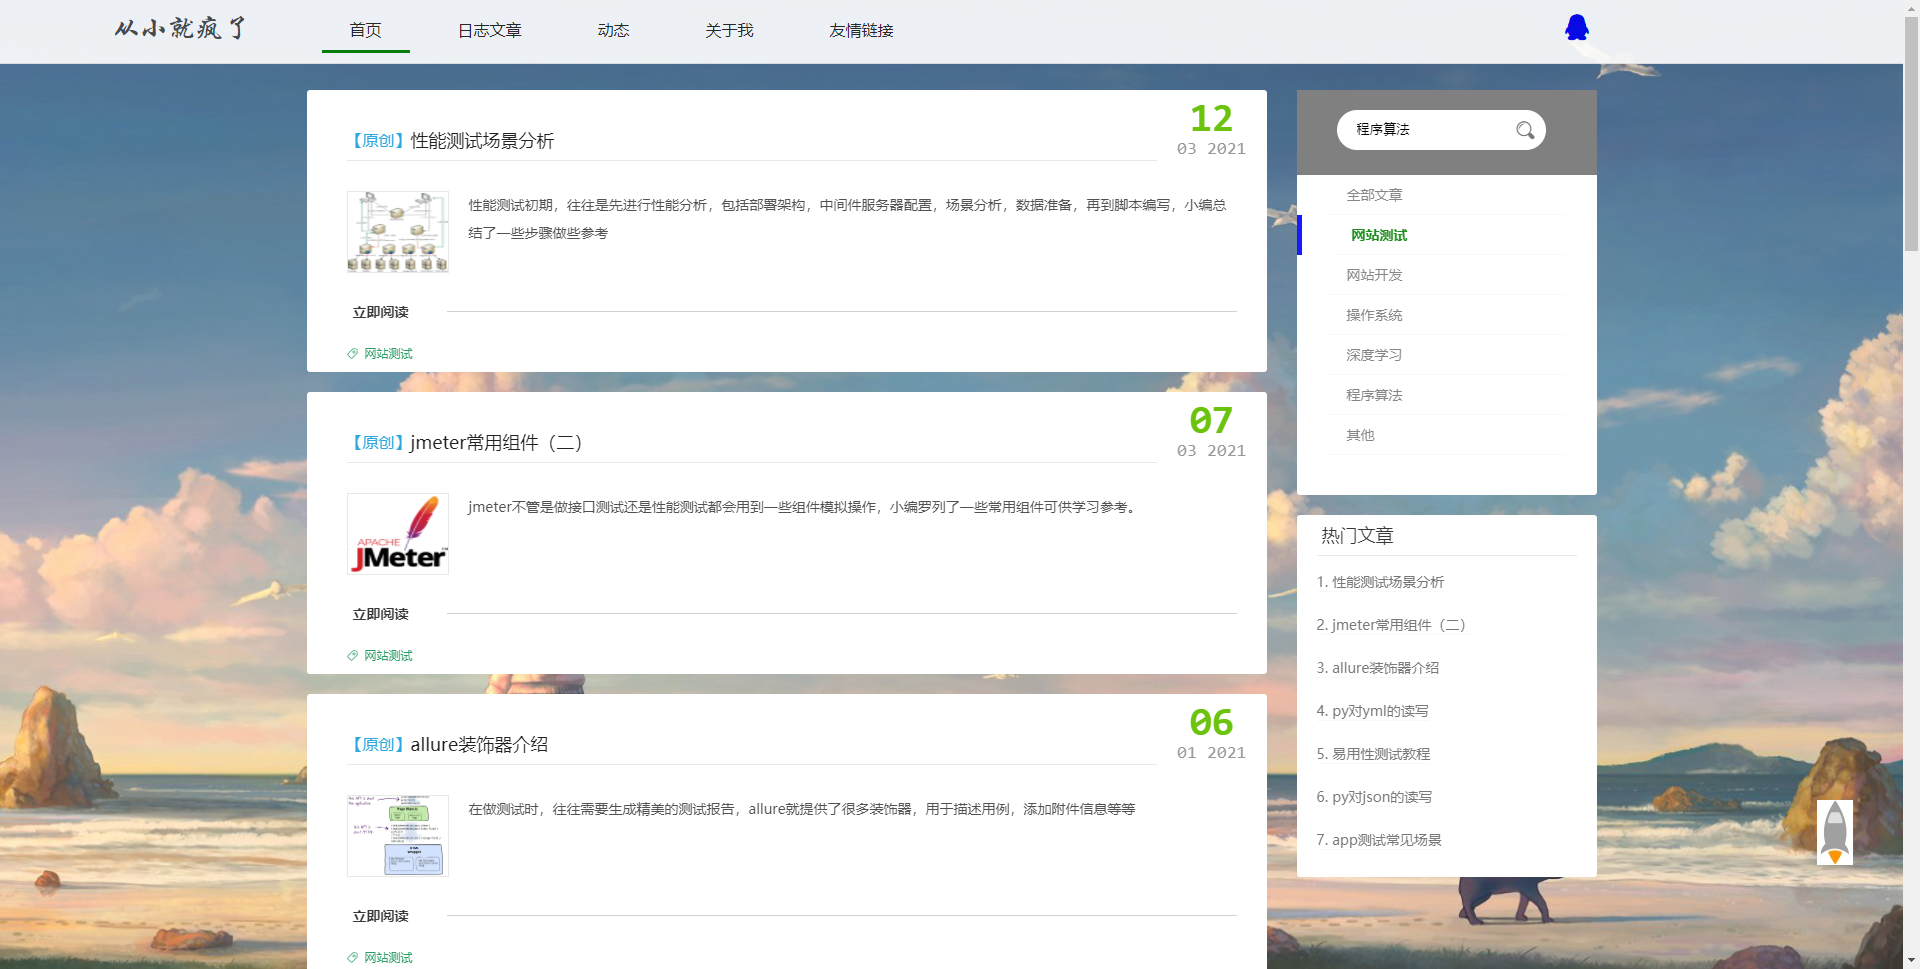 从小就疯了
首页
日志文章
动态
关于我
友情链接
【原创】性能测试场景分析
12
03 2021
性能测试初期，往往是先进行性能分析，包括部署架构，中间件服务器配置，场景分析，数据准备，再到脚本编写，小编总
结了一些步骤做些参考
立即阅读
网站测试
【原创】jmeter常用组件（二）
07
03 2021
APACHE
JMeter
jmeter不管是做接口测试还是性能测试都会用到一些组件模拟操作，小编罗列了一些常用组件可供学习参考。
立即阅读
网站测试
【原创】allure装饰器介绍
06
01 2021
在做测试时，往往需要生成精美的测试报告，allure就提供了很多装饰器，用于描述用例，添加附件信息等等
立即阅读
网站测试
程序算法
全部文章
网站测试
网站开发
操作系统
深度学习
程序算法
其他
热门文章
1. 性能测试场景分析
2. jmeter常用组件（二）
3. allure装饰器介绍
4. py对yml的读写
5. 易用性测试教程
6. py对json的读写
7. app测试常见场景